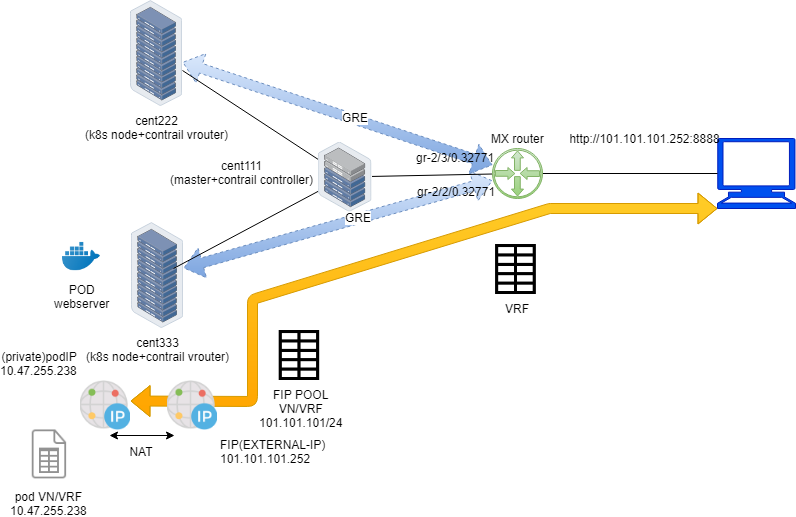 cent222
(k8s node+contrail vrouter)
GRE
MX router
http://101.101.101.252:8888
cent111
(master+contrail controller)
gr-2/3/0.32771
gr-2/2/0.32771
GRE
POD
webserver
VRF
cent333
(k8s node+contrail vrouter)
(private)podIP
10.47.255.238
IP
IP
FIP POOL
VN/VRF
101.101.101/24
NAT
FIP(EXTERNAL-IP)
101.101.101.252
pod VN/VRF
10.47.255.238